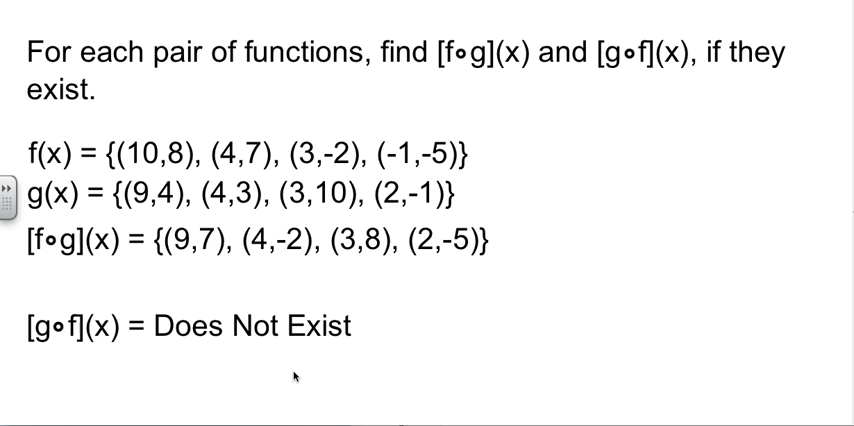 For each pair of functions, find [f∘g](x) and [g∘f](x), if they
exist.
f(x) = {(10,8), (4,7), (3,-2), (-1,-5)}
g(x) = {(9,4), (4,3), (3,10), (2,-1)}
[f∘g](x) = {(9,7), (4,-2), (3,8), (2,-5)}
[g∘f](x) = Does Not Exist